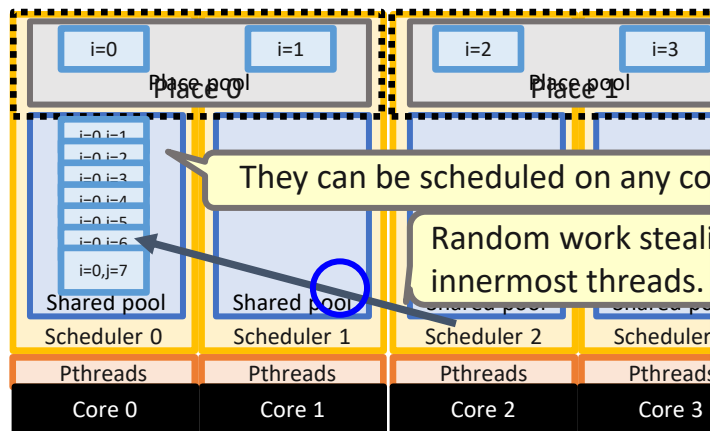 i=0
i=1
i=2
i=3
Place pool
Place 0
Place pool
Place 1
i=0,j=1
i=0,j=2
i=0,j=3
i=0,j=4
i=0,j=5
i=0,j=6
i=0,j=7
They can be scheduled on any co
Random work steali
innermost threads.
Shared pool
Shared pool
Shared pool
Scheduler 0
Scheduler 1
Scheduler 2
Scheduler
Pthreads
Pthreads
Pthreads
Pthreads
Core 0
Core 1
Core 2
Core 3